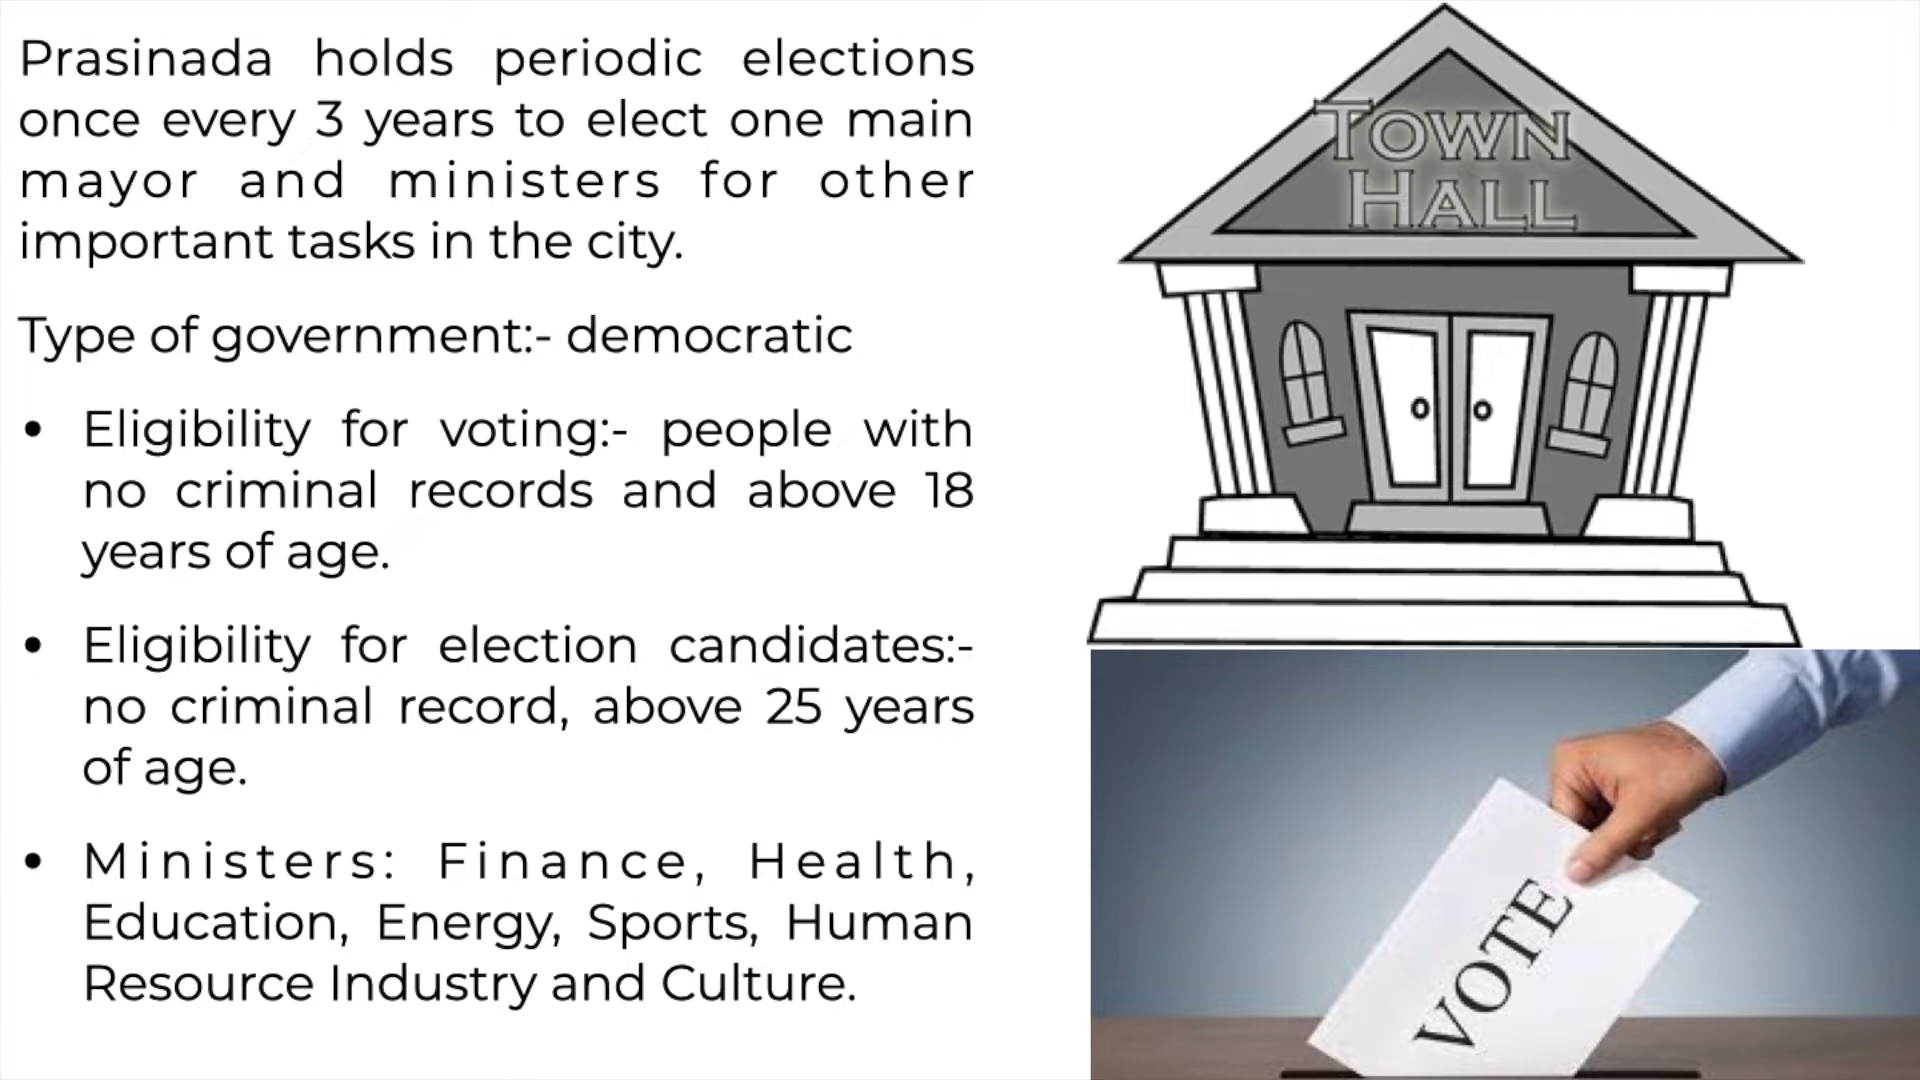 Prasinada holds periodic elections
once every 3 years to elect one main
mayor and ministers for other
important tasks in the city.
Type of government:- democratic
• Eligibility for voting:- people with
no criminal records and above 18
years of age.
• Eligibility for election candidates:-
no criminal record, above 25 years
of age.
• Ministers: Finance, Health,
Education, Energy, Sports, Human
Resource Industry and Culture.
TOWN
HALL
VOTE